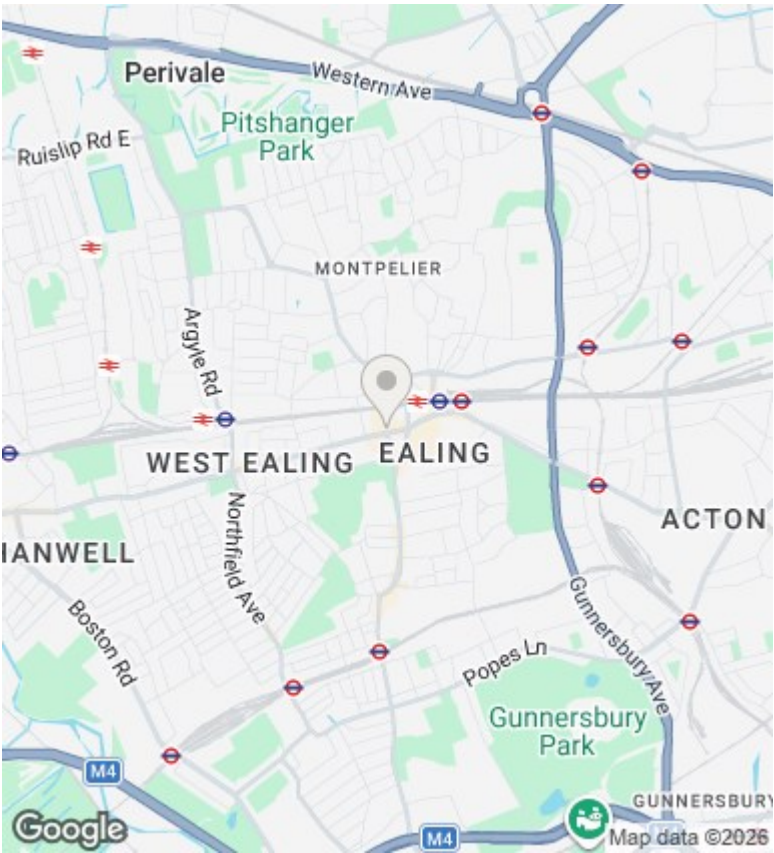 Perivale
Western Ave
Pitshanger
Park
Ruislip Rd E
MONTPELIER
Argyle Rd
WEST EALING
EALING
ACTON
HANWELL
Northfield Ave
Boston Rd
Popes Ln
Gunnersbury Ave
Gunnersbury
Park
M4
GUNNERSBURY
M4
Google
Map data ©2026